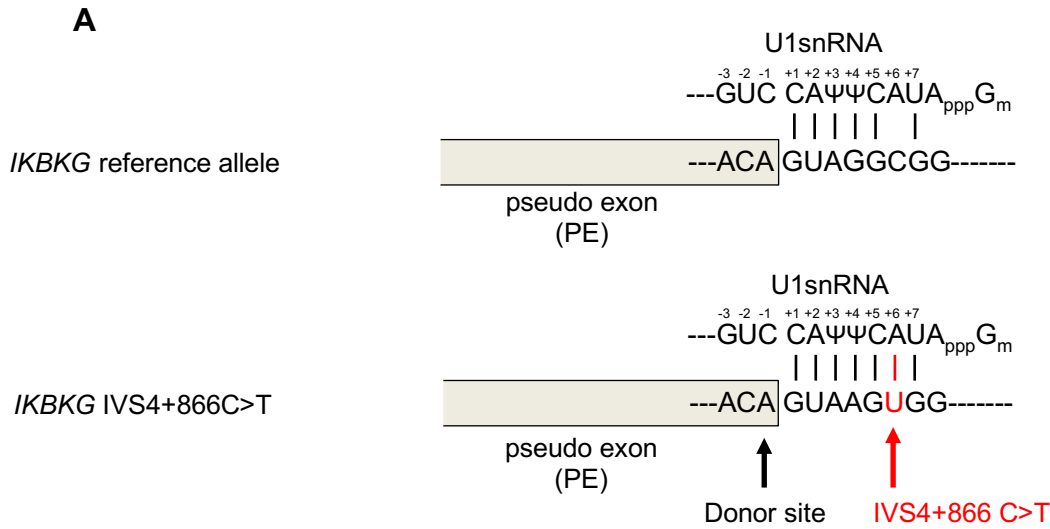 A
U1snRNA
-3 -2 -1 +1 +2 +3 +4 +5 +6 +7
---GUC CAΨΨCAUApppGm
IKBKG reference allele
---ACA GUAGGCGG-------
pseudo exon
(PE)
U1snRNA
-3 -2 -1 +1 +2 +3 +4 +5 +6 +7
---GUC CAΨΨCAUApppGm
IKBKG IVS4+866C>T
---ACA GUAAGUGG-------
pseudo exon
(PE)
Donor site
IVS4+866 C>T